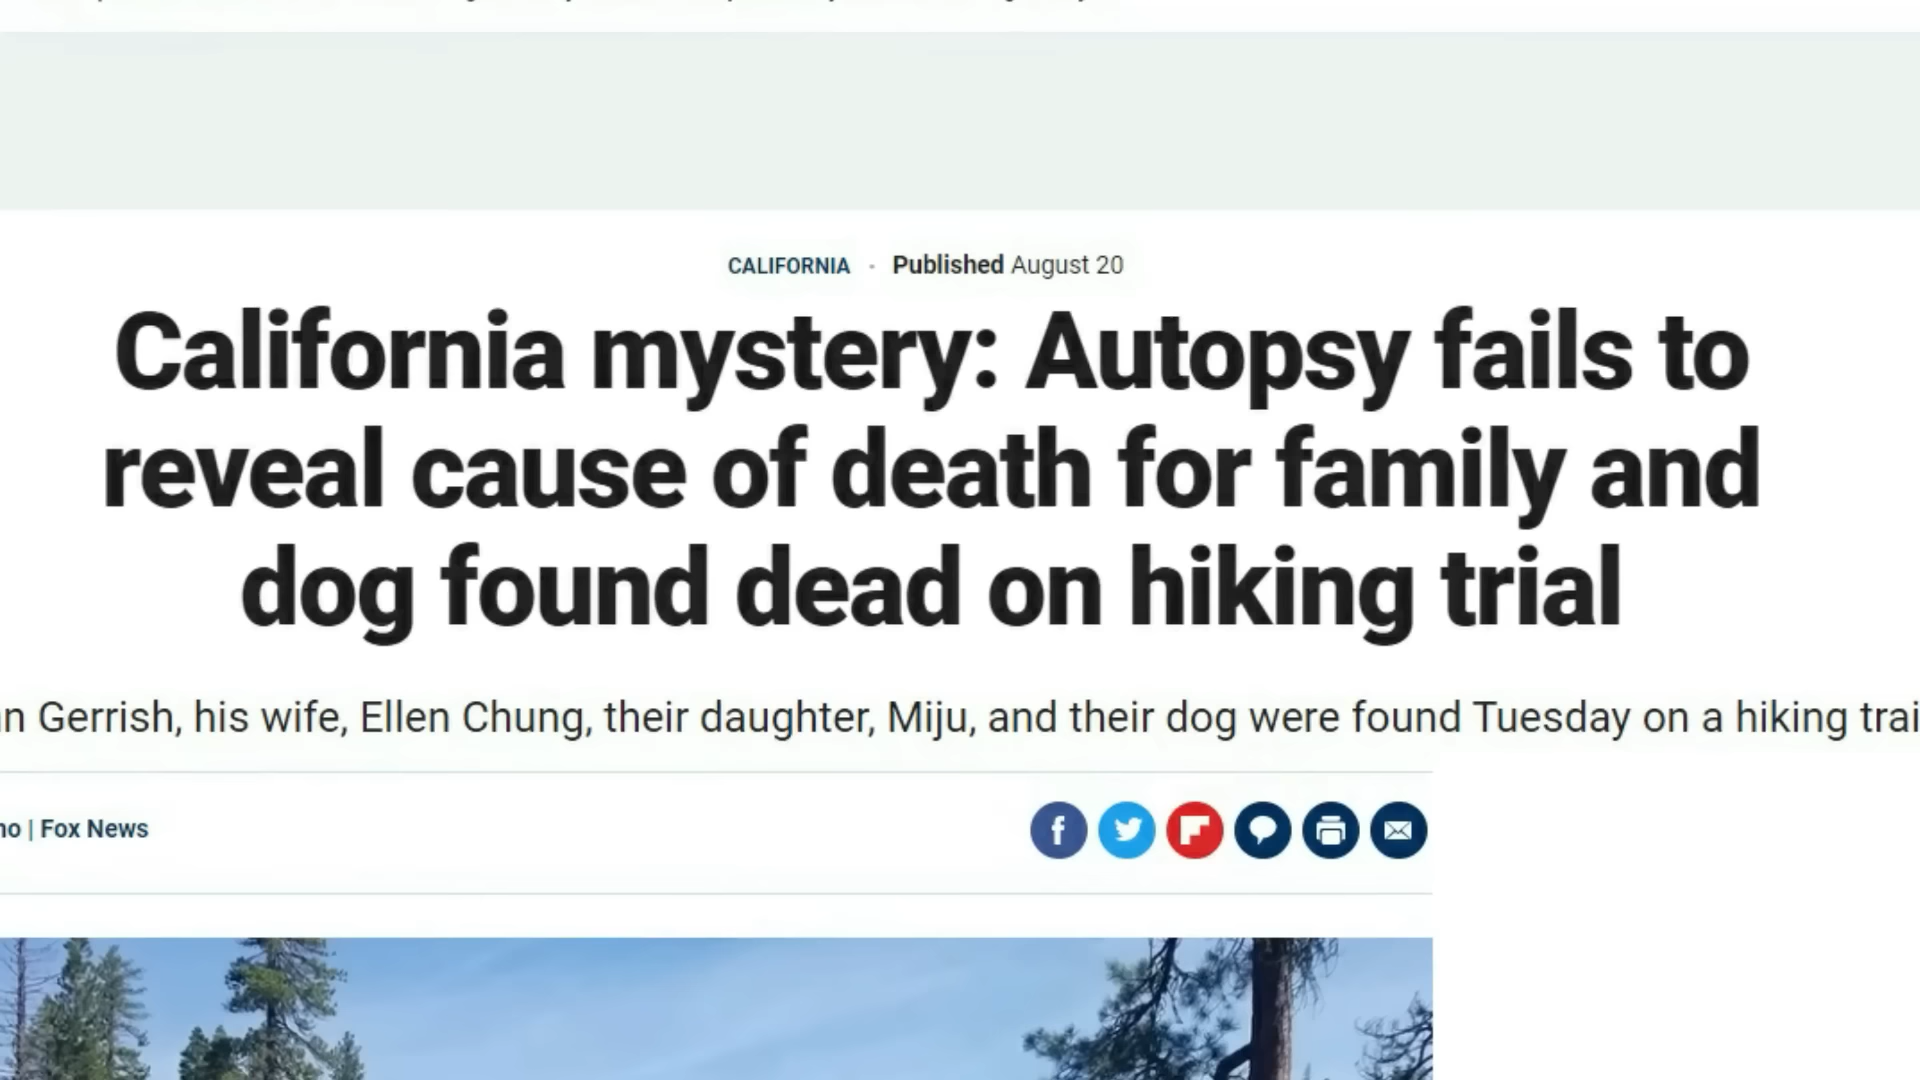 CALIFORNIA · Published August 20
California mystery: Autopsy fails to
reveal cause of death for family and
dog found dead on hiking trial
n Gerrish, his wife, Ellen Chung, their daughter, Miju, and their dog were found Tuesday on a hiking trai
no | Fox News